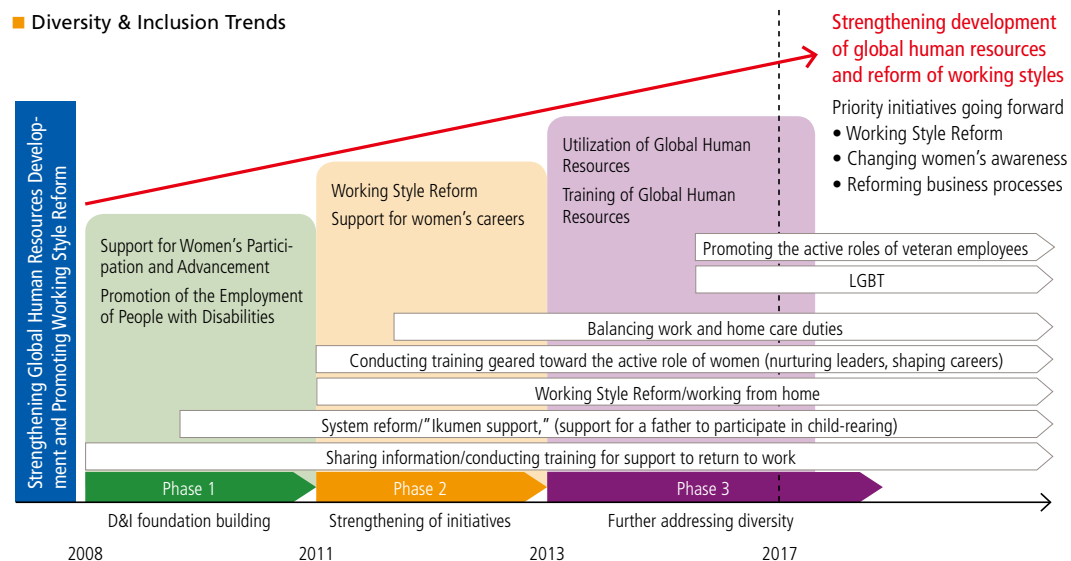 ■ Diversity & Inclusion Trends
Strengthening development
of global human resources
and reform of working styles
Priority initiatives going forward
• Working Style Reform
• Changing women's awareness
• Reforming business processes
Strengthening Global Human Resources Develop-
ment and Promoting Working Style Reform
Support for Women's Partici-
pation and Advancement
Promotion of the Employment
of People with Disabilities
Working Style Reform
Support for women's careers
Utilization of Global Human
Resources
Training of Global Human
Resources
Promoting the active roles of veteran employees
LGBT
Balancing work and home care duties
Conducting training geared toward the active role of women (nurturing leaders, shaping careers)
Working Style Reform/working from home
System reform/"Ikumen support," (support for a father to participate in child-rearing)
Sharing information/conducting training for support to return to work
Phase 1
Phase 2
Phase 3
D&I foundation building
Strengthening of initiatives
Further addressing diversity
2008
2011
2013
2017